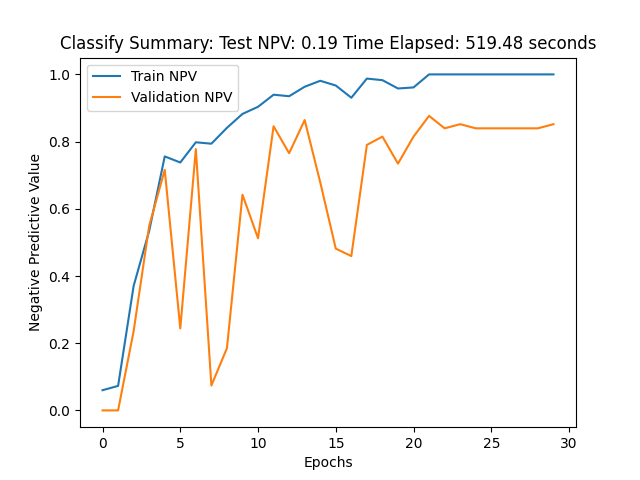 Classify Summary: Test NPV: 0.19 Time Elapsed: 519.48 seconds
Train NPV
Validation NPV
Negative Predictive Value
1.0
0.8
0.6
0.4
0.2
0.0
0 5 10 15 20 25 30
Epochs